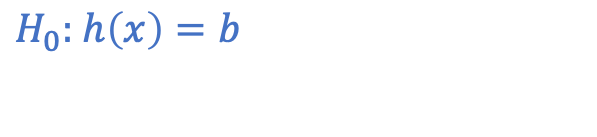 H₀: h(x) = b